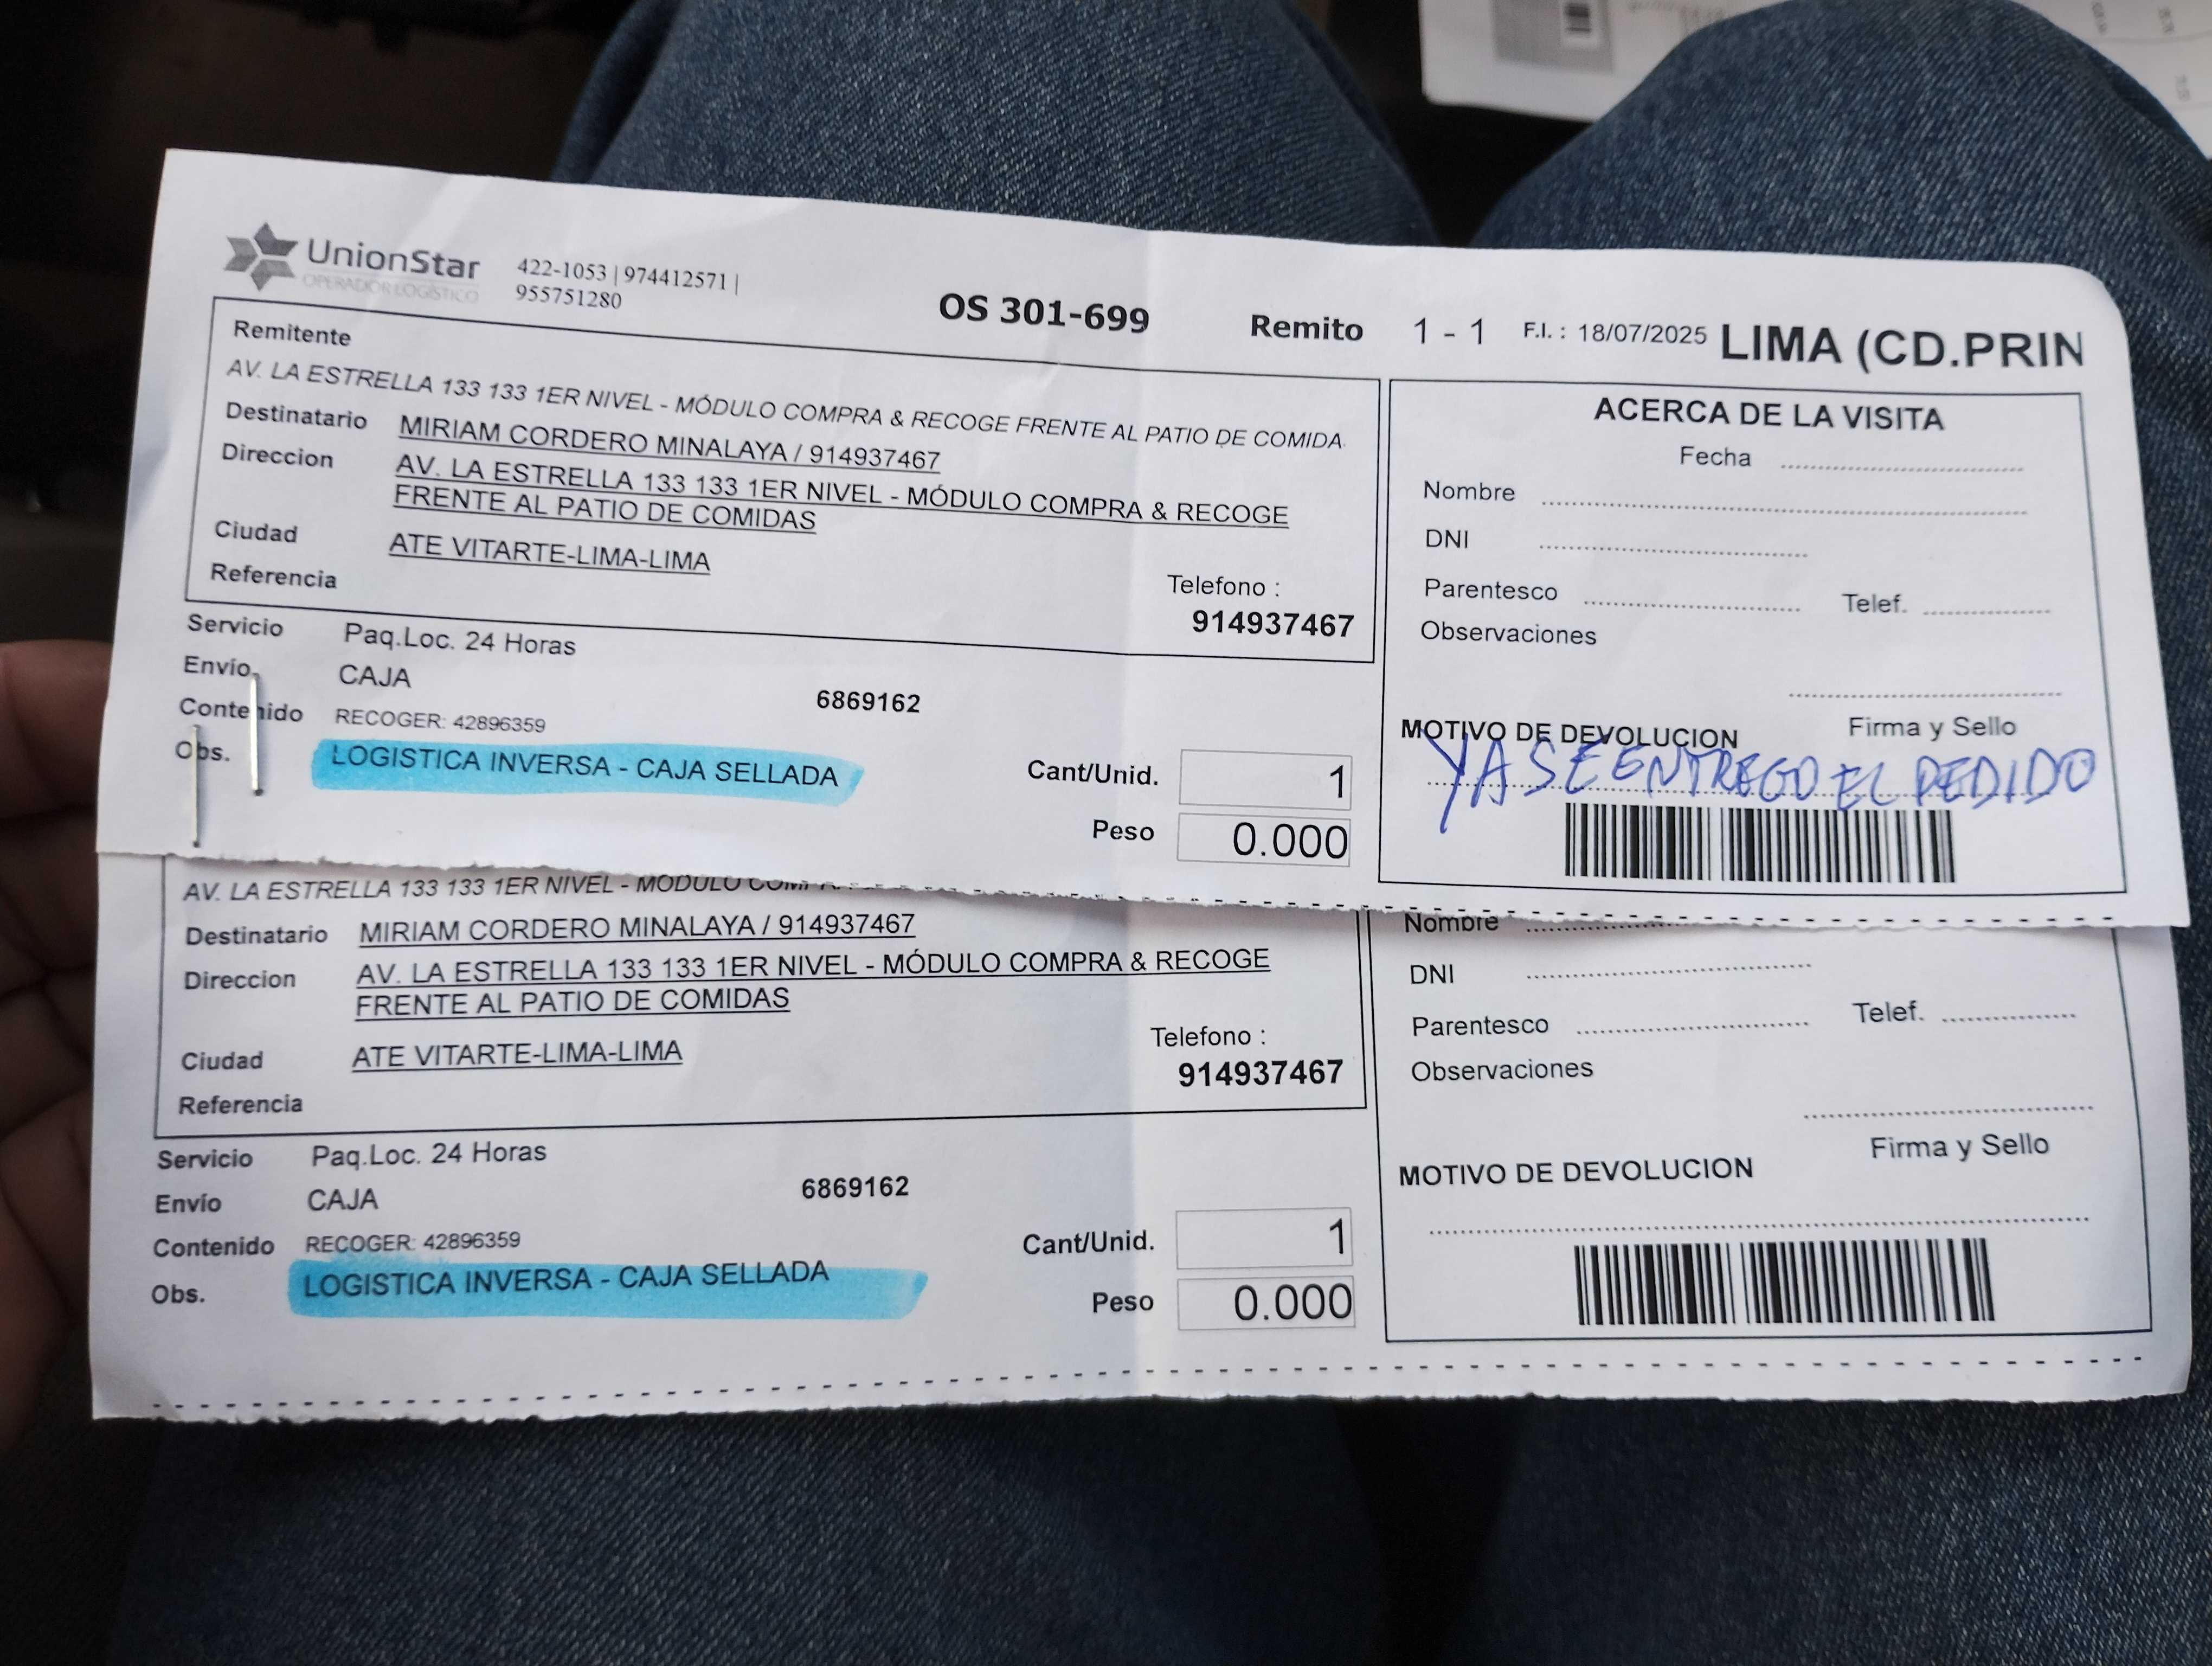 UnionStar
OPERADOR LOGÍSTICO
422-1053 | 974412571 |
955751280
OS 301-699
Remito 1 - 1 F.I. : 18/07/2025 LIMA (CD.PRIN
Remitente
AV. LA ESTRELLA 133 133 1ER NIVEL - MÓDULO COMPRA & RECOGE FRENTE AL PATIO DE COMIDA
Destinatario MIRIAM CORDERO MINALAYA / 914937467
Direccion AV. LA ESTRELLA 133 133 1ER NIVEL - MÓDULO COMPRA & RECOGE
FRENTE AL PATIO DE COMIDAS
Ciudad ATE VITARTE-LIMA-LIMA
Referencia
Telefono :
914937467
Servicio Paq.Loc. 24 Horas
Envío CAJA
6869162
Contenido RECOGER: 42896359
Obs. LOGISTICA INVERSA - CAJA SELLADA
Cant/Unid. 1
Peso 0.000
ACERCA DE LA VISITA
Fecha
Nombre
DNI
Parentesco Telef.
Observaciones
Firma y Sello
MOTIVO DE DEVOLUCION
YA SE ENTREGO EL PEDIDO
AV. LA ESTRELLA 133 133 1ER NIVEL - MÓDULO
Destinatario MIRIAM CORDERO MINALAYA / 914937467
Direccion AV. LA ESTRELLA 133 133 1ER NIVEL - MÓDULO COMPRA & RECOGE
FRENTE AL PATIO DE COMIDAS
Ciudad ATE VITARTE-LIMA-LIMA
Referencia
Telefono :
914937467
Servicio Paq.Loc. 24 Horas
Envío CAJA
6869162
Contenido RECOGER: 42896359
Obs. LOGISTICA INVERSA - CAJA SELLADA
Cant/Unid. 1
Peso 0.000
Nombre
DNI
Parentesco Telef.
Observaciones
Firma y Sello
MOTIVO DE DEVOLUCION